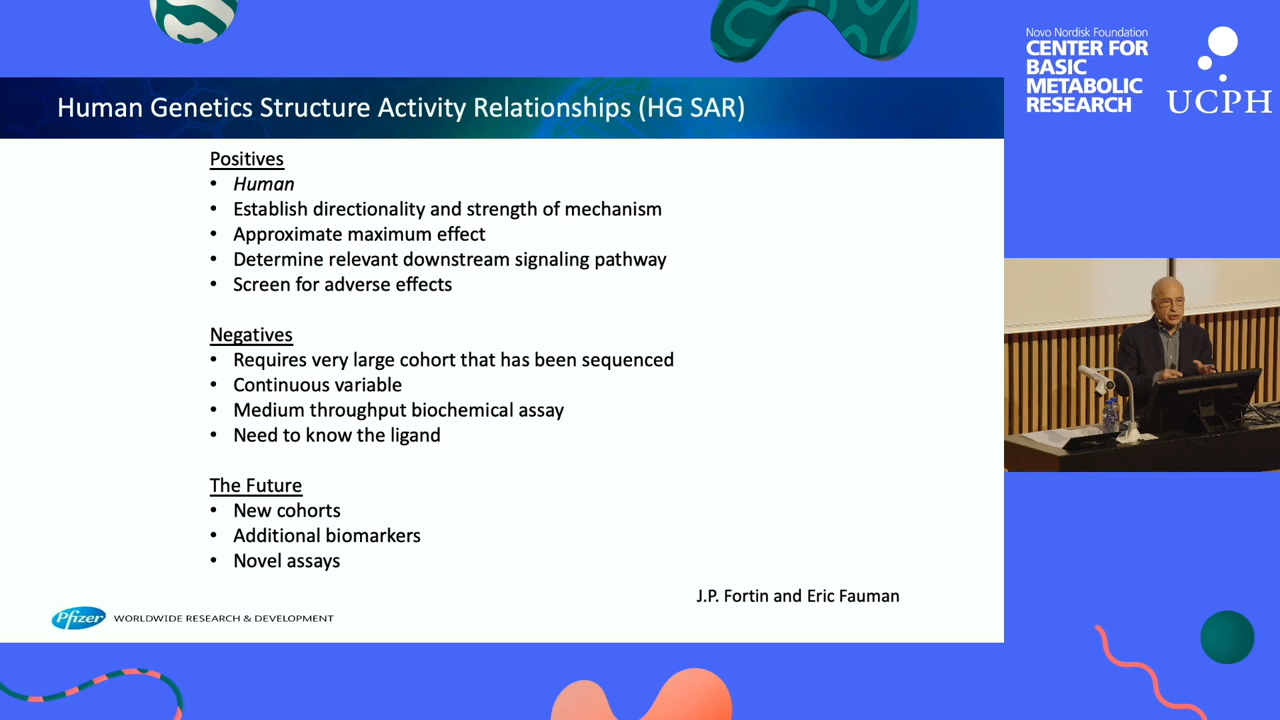 Novo Nordisk Foundation
CENTER FOR
BASIC
METABOLIC
RESEARCH
UCPH
Human Genetics Structure Activity Relationships (HG SAR)
Positives
• Human
• Establish directionality and strength of mechanism
• Approximate maximum effect
• Determine relevant downstream signaling pathway
• Screen for adverse effects
Negatives
• Requires very large cohort that has been sequenced
• Continuous variable
• Medium throughput biochemical assay
• Need to know the ligand
The Future
• New cohorts
• Additional biomarkers
• Novel assays
J.P. Fortin and Eric Fauman
Pfizer WORLDWIDE RESEARCH & DEVELOPMENT